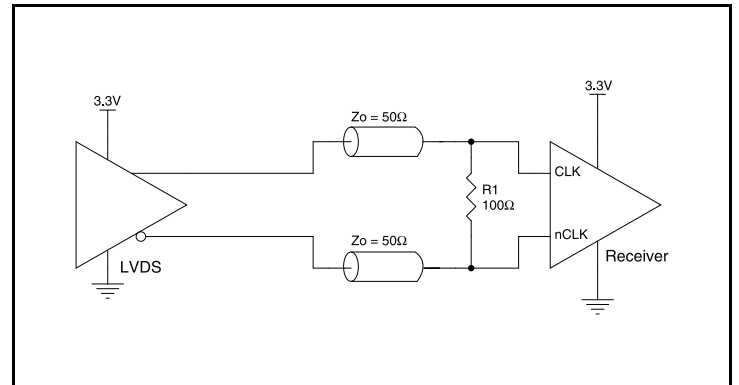 3.3V
3.3V
Zo = 50Ω
CLK
R1
100Ω
nCLK
Zo = 50Ω
Receiver
LVDS